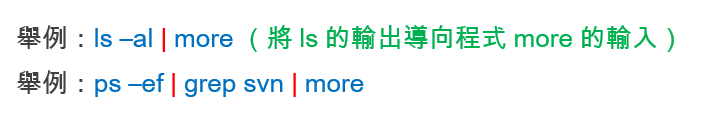 舉例：ls –al | more （將 ls 的輸出導向程式 more 的輸入）
舉例：ps –ef | grep svn | more